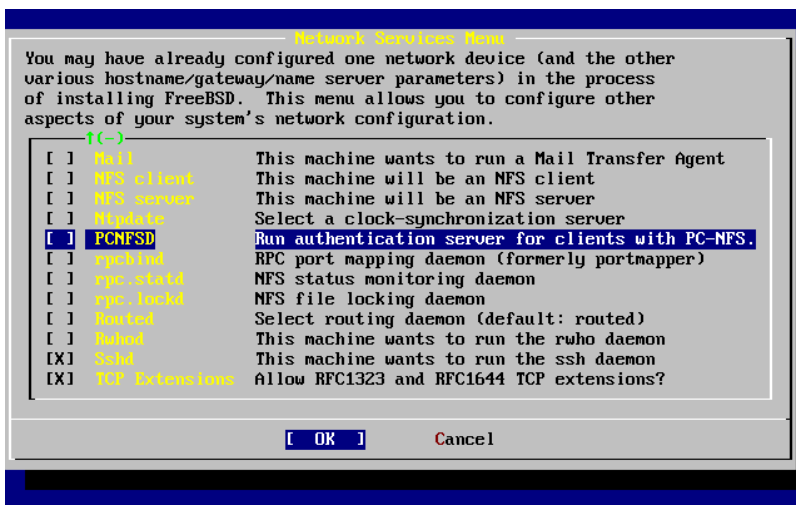 Network Services Menu
You may have already configured one network device (and the other
various hostname/gateway/name server parameters) in the process
of installing FreeBSD.  This menu allows you to configure other
aspects of your system's network configuration.
↑(-)
[ ] Mail This machine wants to run a Mail Transfer Agent
[ ] NFS client This machine will be an NFS client
[ ] NFS server This machine will be an NFS server
[ ] Ntpdate Select a clock-synchronization server
[ ] PCNFSD Run authentication server for clients with PC-NFS.
[ ] rpcbind RPC port mapping daemon (formerly portmapper)
[ ] rpc.statd NFS status monitoring daemon
[ ] rpc.lockd NFS file locking daemon
[ ] Routed Select routing daemon (default: routed)
[ ] Rwhod This machine wants to run the rwho daemon
[X] Sshd This machine wants to run the ssh daemon
[X] TCP Extensions Allow RFC1323 and RFC1644 TCP extensions?
[ OK ] Cancel